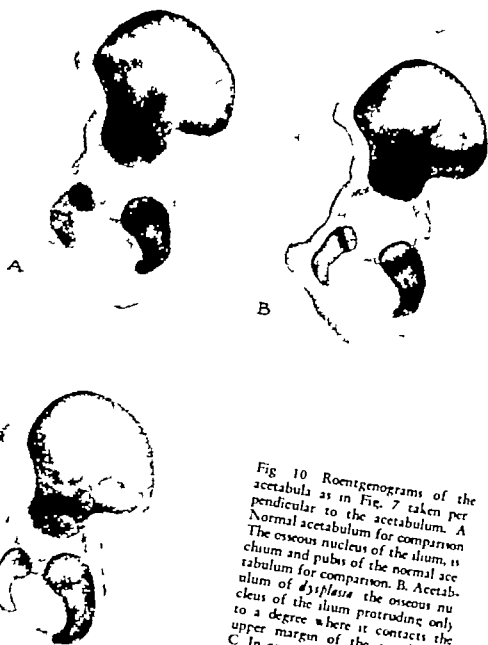 A
B
Fig 10 Roentgenograms of the
acetabula as in Fig. 7 taken per
pendicular to the acetabulum. A
Normal acetabulum for comparison
The osseous nucleus of the ilium, is
chium and pubis of the normal ace
tabulum for comparison. B. Acetab-
ulum of dysplasia the osseous nu
cleus of the ilium protruding only
to a degree where it contacts the
upper margin of the
C In